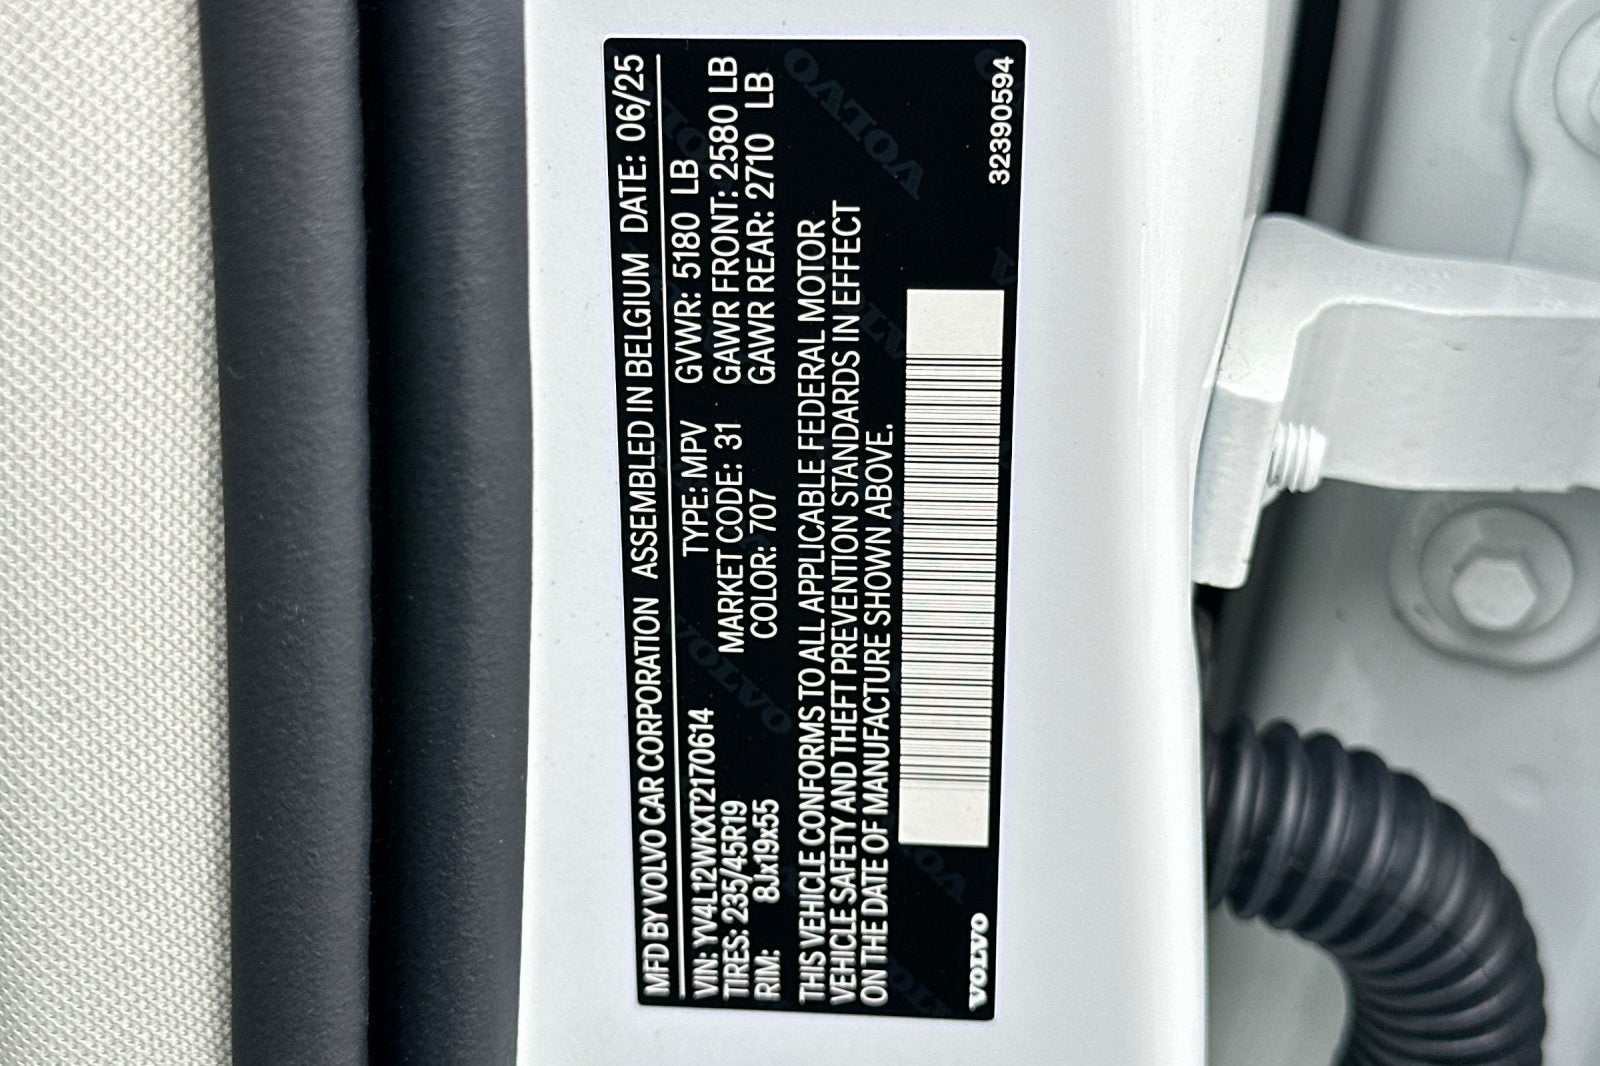 MFD BY VOLVO CAR CORPORATION ASSEMBLED IN BELGIUM DATE: 06/25
VIN: YV4L12WKXT2170614 TYPE: MPV GVWR: 5180 LB
TIRES: 235/45R19 MARKET CODE: 31 GAWR FRONT: 2580 LB
RIM: 8Jx19x55 COLOR: 707 GAWR REAR: 2710 LB
THIS VEHICLE CONFORMS TO ALL APPLICABLE FEDERAL MOTOR
VEHICLE SAFETY AND THEFT PREVENTION STANDARDS IN EFFECT
ON THE DATE OF MANUFACTURE SHOWN ABOVE.
VOLVO 32390594